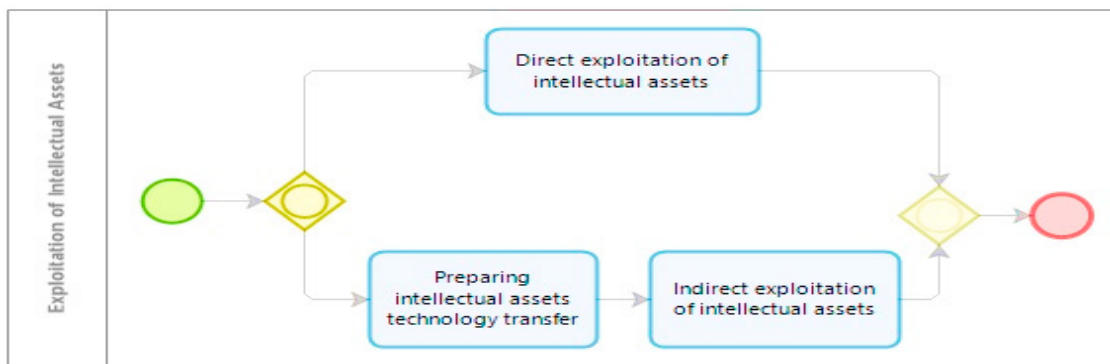 Exploitation of Intellectual Assets
Direct exploitation of
intellectual assets
Preparing
intellectual assets
technology transfer
Indirect exploitation
of intellectual assets